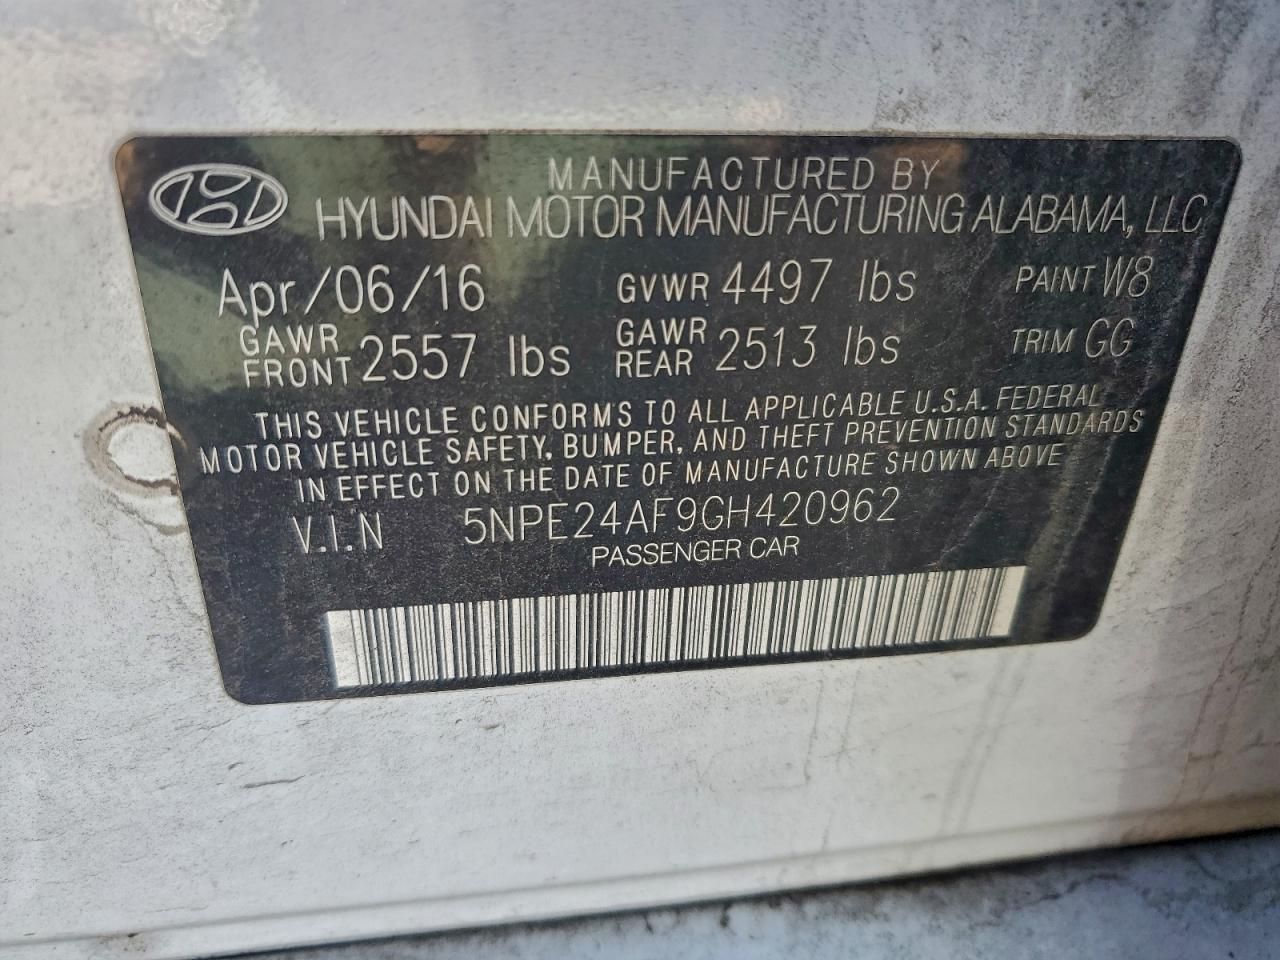 MANUFACTURED BY
HYUNDAI MOTOR MANUFACTURING ALABAMA, LLC
Apr/06/16 GVWR 4497 lbs PAINT W8
GAWR FRONT 2557 lbs GAWR REAR 2513 lbs TRIM GG
THIS VEHICLE CONFORMS TO ALL APPLICABLE U.S.A. FEDERAL
MOTOR VEHICLE SAFETY, BUMPER, AND THEFT PREVENTION STANDARDS
IN EFFECT ON THE DATE OF MANUFACTURE SHOWN ABOVE
V.I.N 5NPE24AF9GH420962
PASSENGER CAR